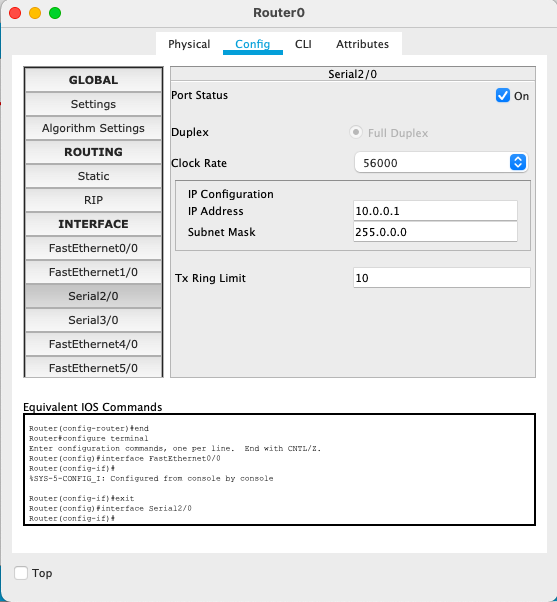 Router0
Physical Config CLI Attributes
GLOBAL
Settings
Algorithm Settings
ROUTING
Static
RIP
INTERFACE
FastEthernet0/0
FastEthernet1/0
Serial2/0
Serial3/0
FastEthernet4/0
FastEthernet5/0
Serial2/0
Port Status On
Duplex Full Duplex
Clock Rate 56000
IP Configuration
IP Address 10.0.0.1
Subnet Mask 255.0.0.0
Tx Ring Limit 10
Equivalent IOS Commands
Router(config-router)#end
Router#configure terminal
Enter configuration commands, one per line. End with CNTL/Z.
Router(config)#interface FastEthernet0/0
Router(config-if)#
%SYS-5-CONFIG_I: Configured from console by console
Router(config-if)#exit
Router(config)#interface Serial2/0
Router(config-if)#
Top